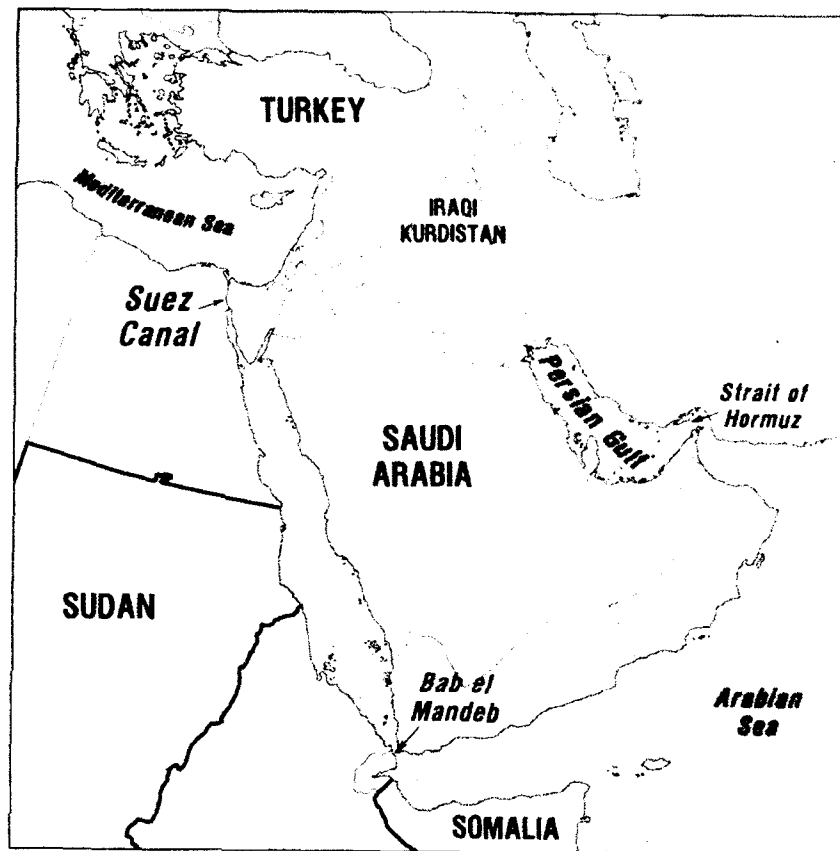 TURKEY
Mediterranean Sea
IRAQI
KURDISTAN
Suez
Canal
Persian Gulf
Strait of
Hormuz
SAUDI
ARABIA
SUDAN
Bab el
Mandeb
Arabian
Sea
SOMALIA